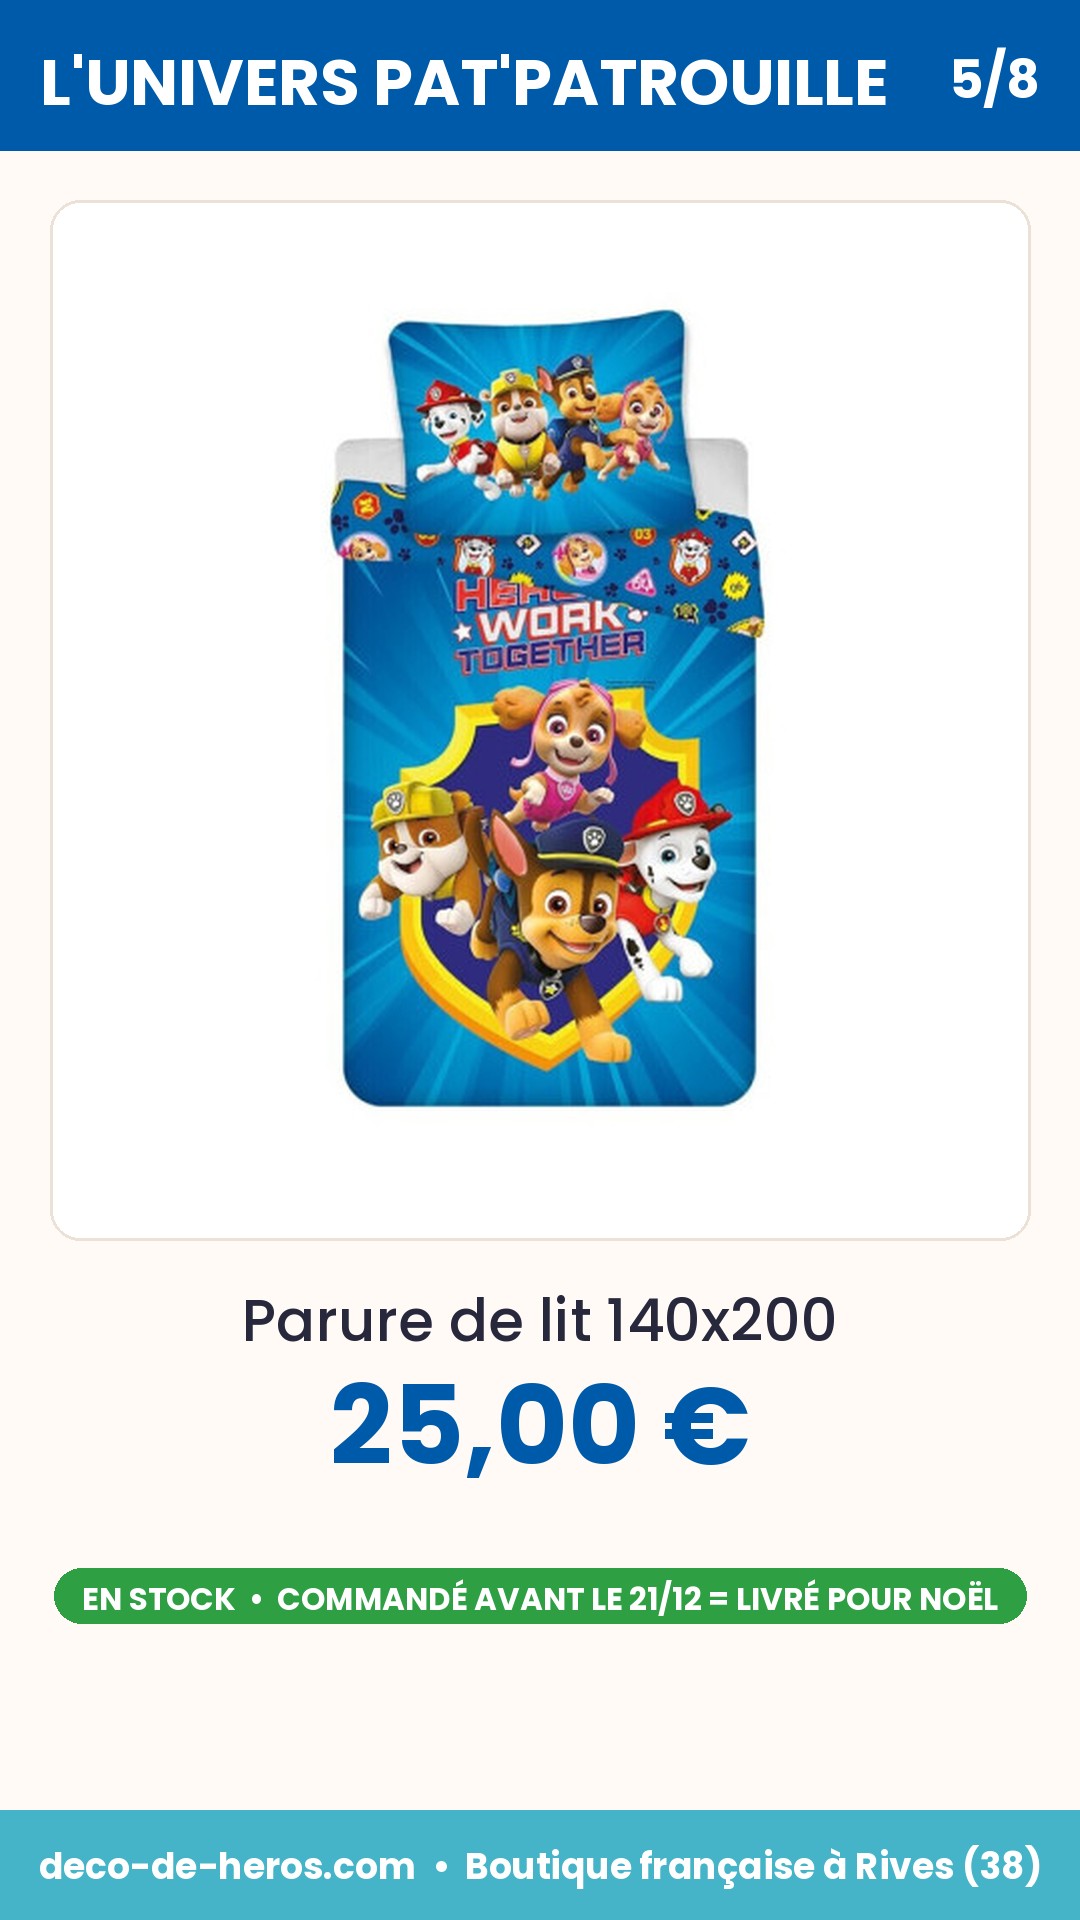 L'UNIVERS PAT'PATROUILLE 5/8
03
WORK
TOGETHER
Parure de lit 140x200
25,00 €
EN STOCK • COMMANDÉ AVANT LE 21/12 = LIVRÉ POUR NOËL
deco-de-heros.com • Boutique française à Rives (38)